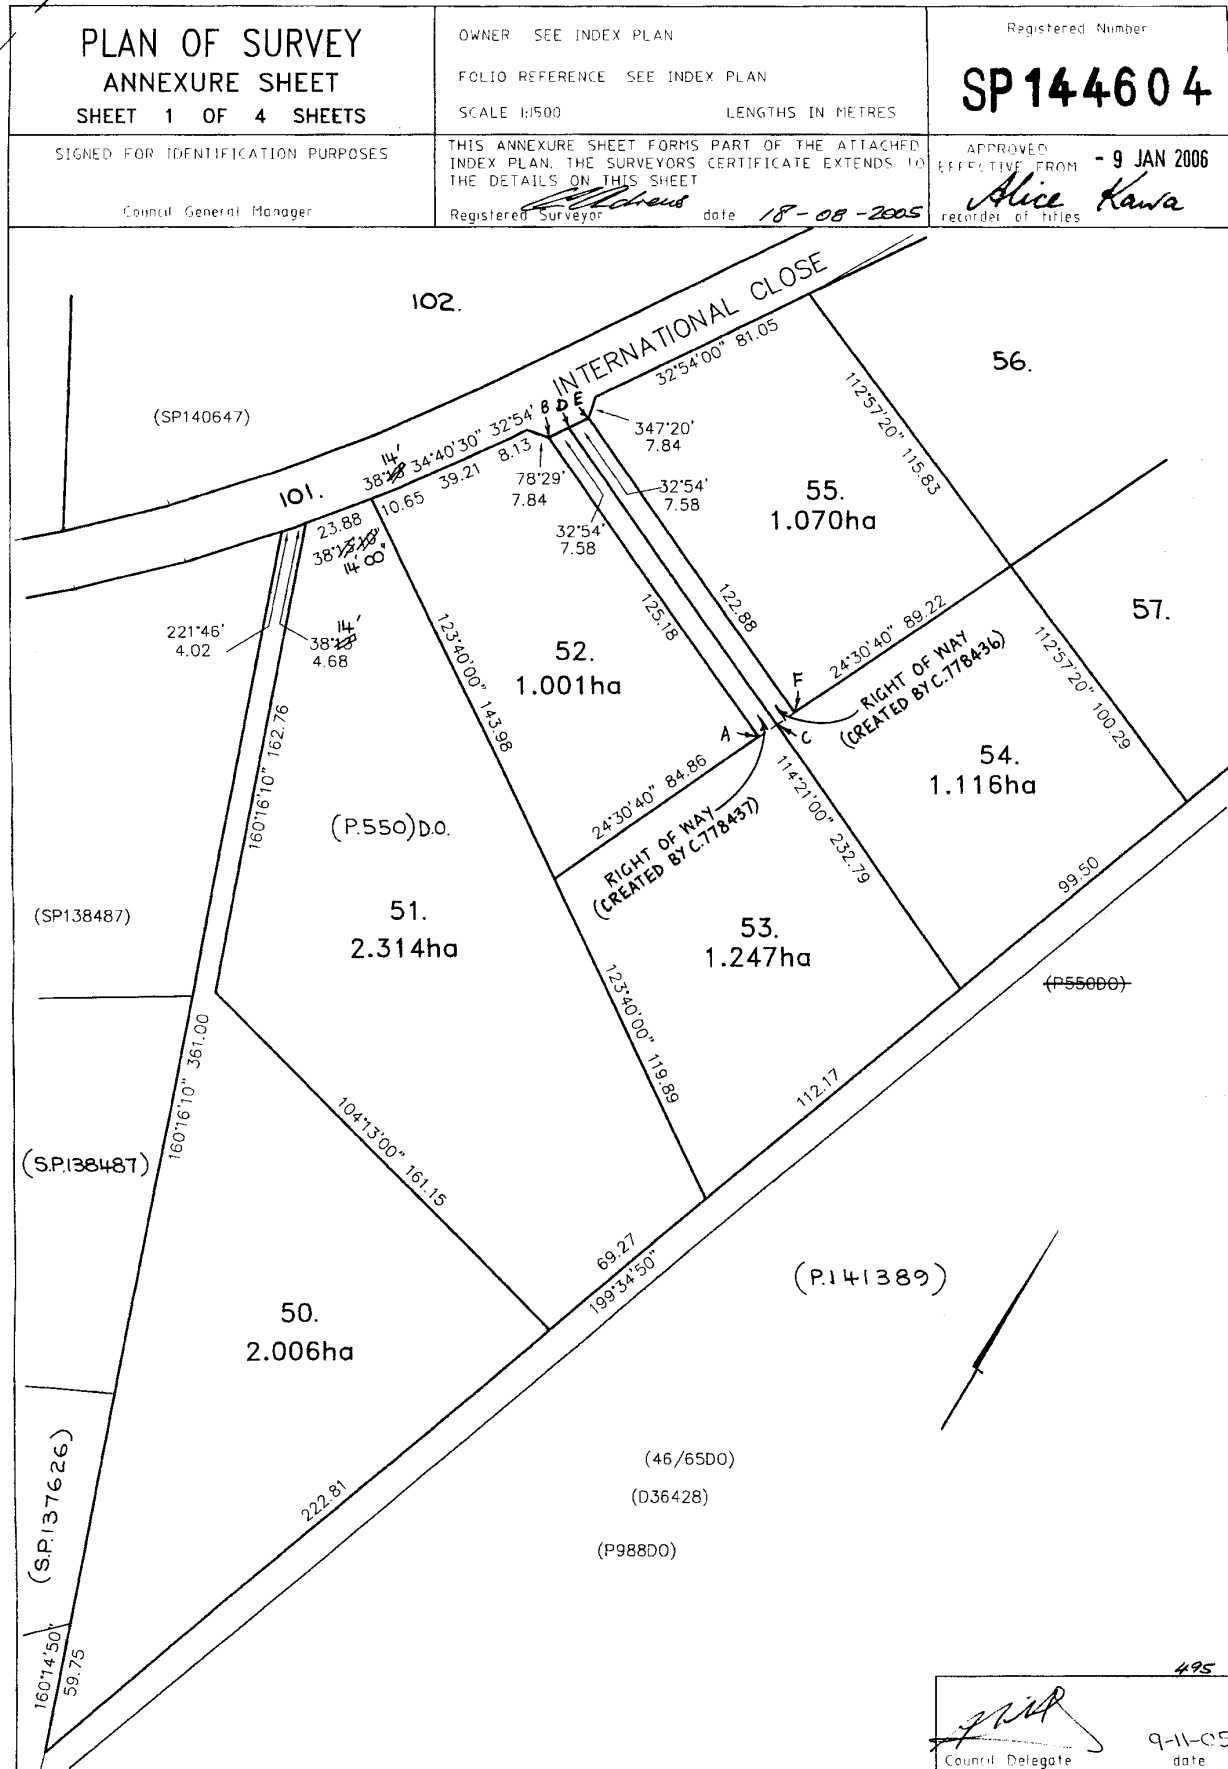 PLAN OF SURVEY
ANNEXURE SHEET
SHEET 1 OF 4 SHEETS
OWNER SEE INDEX PLAN
FOLIO REFERENCE SEE INDEX PLAN
SCALE 1:1500 LENGTHS IN METRES
Registered Number
SP144604
SIGNED FOR IDENTIFICATION PURPOSES
Council General Manager
THIS ANNEXURE SHEET FORMS PART OF THE ATTACHED
INDEX PLAN. THE SURVEYORS CERTIFICATE EXTENDS TO
THE DETAILS ON THIS SHEET
Registered Surveyor date 18-08-2005
APPROVED
EFFECTIVE FROM - 9 JAN 2006
Alice Kawa
recorder of titles
102.
INTERNATIONAL CLOSE
32°54'00" 81.05
56.
(SP140647)
B D E
347°20'
7.84
112°57'20" 115.83
14'
38° 34°40'30" 32°54'
10.65 39.21 8.13
101.
78°29'
7.84
32°54'
7.58
55.
1.070ha
23.88
38°13'10"
14'00"
32°54'
7.58
125.18
122.88
57.
221°46'
4.02
14'
38°13'
4.68
123°40'00" 143.98
52.
1.001ha
24°30'40" 89.22
112°57'20" 100.29
F
RIGHT OF WAY
(CREATED BY C.778436)
A
C
160°16'10" 162.76
24°30'40" 84.86
114°21'00" 232.79
54.
1.116ha
(P.550)D.O.
RIGHT OF WAY
(CREATED BY C.778437)
99.50
(SP138487)
51.
2.314ha
53.
1.247ha
(P550DO)
160°16'10" 361.00
123°40'00" 119.89
112.17
104°13'00" 161.15
(S.P.138487)
69.27
199°34'50"
(P.141389)
50.
2.006ha
(S.P.137626)
222.81
(46/65DO)
(D36428)
(P988DO)
160°14'50"
59.75
495
Council Delegate
9-11-05
date